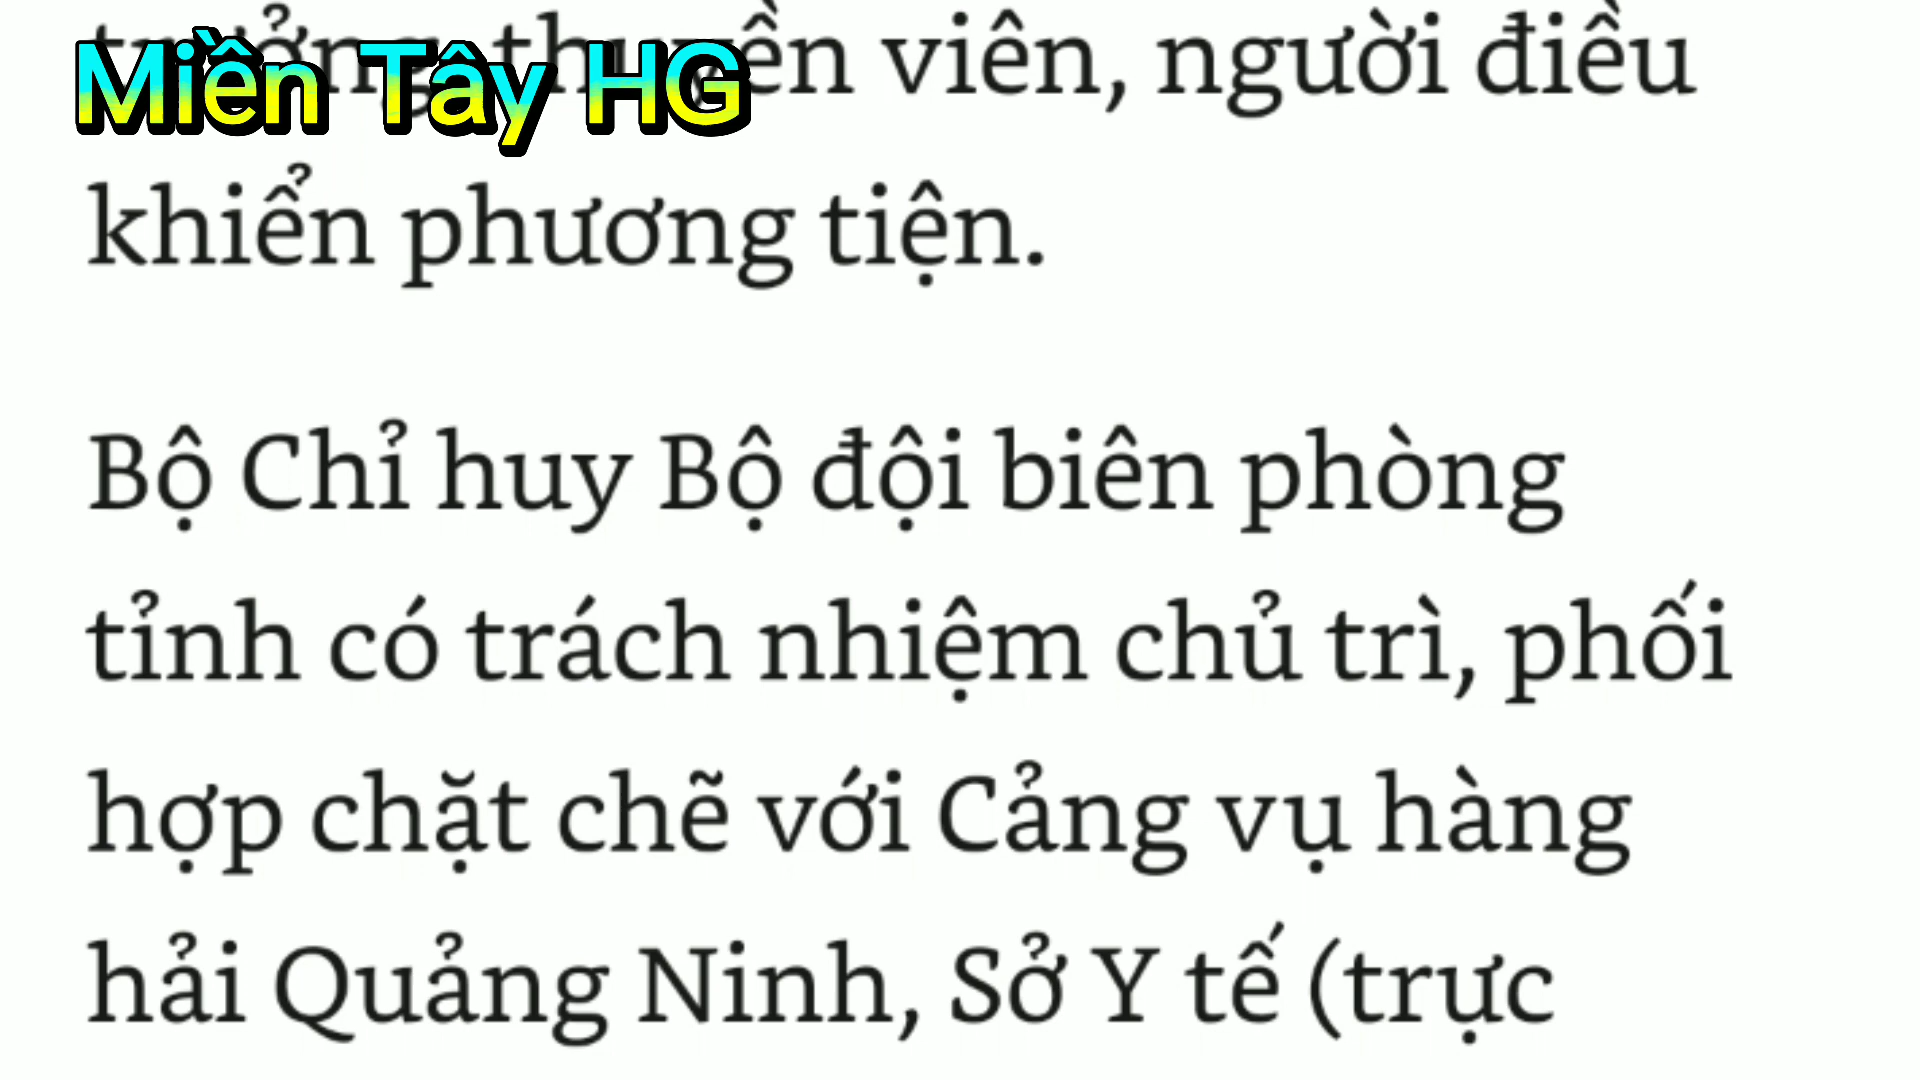 Miền Tây HG
thuyền viên, người điều
khiển phương tiện.
Bộ Chỉ huy Bộ đội biên phòng
tỉnh có trách nhiệm chủ trì, phối
hợp chặt chẽ với Cảng vụ hàng
hải Quảng Ninh, Sở Y tế (trực